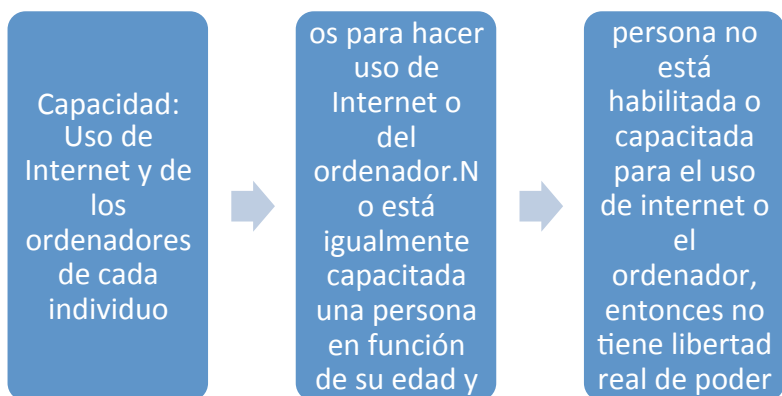 Capacidad:
Uso de
Internet y de
los
ordenadores
de cada
individuo
os para hacer
uso de
Internet o
del
ordenador.N
o está
igualmente
capacitada
una persona
en función
de su edad y
persona no
está
habilitada o
capacitada
para el uso
de internet o
el
ordenador,
entonces no
tiene libertad
real de poder